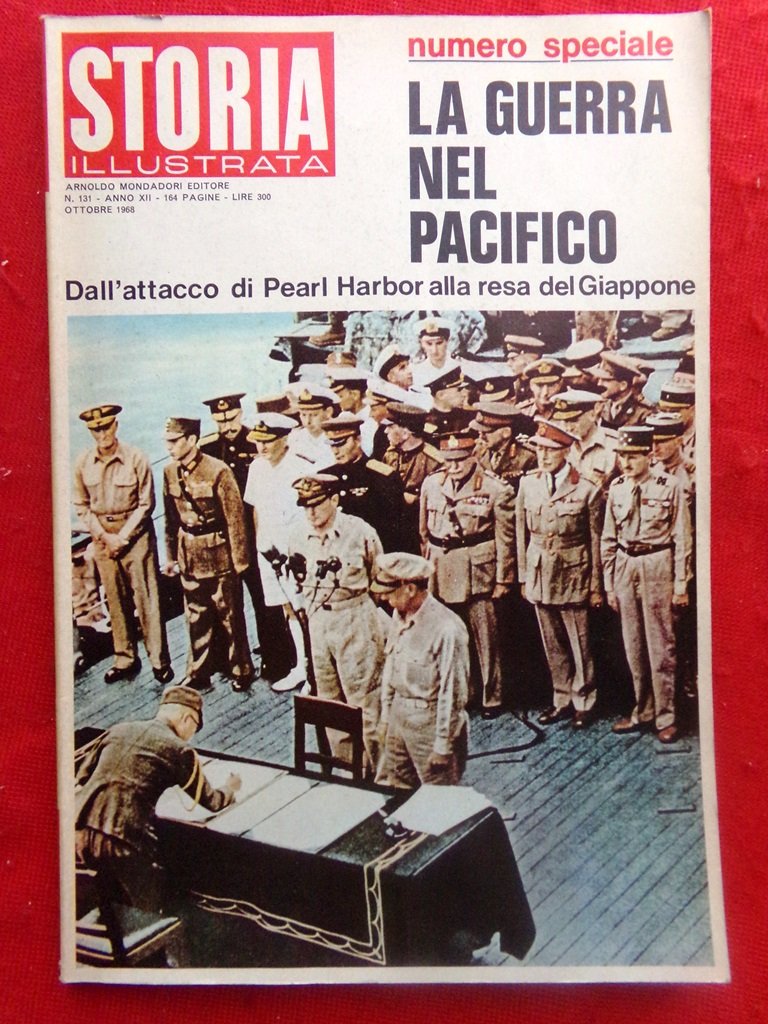 STORIA
ILLUSTRATA
ARNOLDO MONDADORI EDITORE
N. 131 - ANNO XII - 164 PAGINE - LIRE 300
OTTOBRE 1968
numero speciale
LA GUERRA
NEL
PACIFICO
Dall'attacco di Pearl Harbor alla resa del Giappone